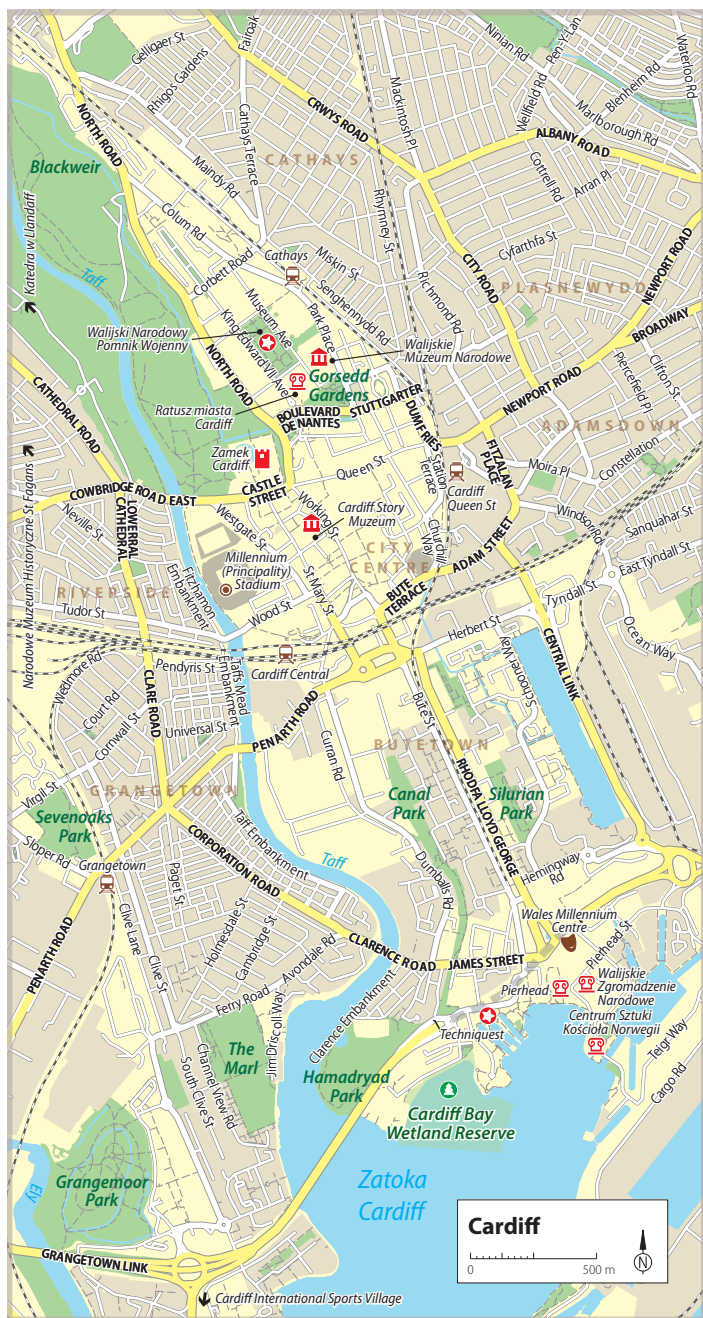 Gelligaer St
Fairoak
Ninian Rd
Pen-Y-Lan
Waterloo Rd
Rhigos Gardens
Wellfield Rd
Blenheim Rd
Marlborough Rd
NORTH ROAD
CRWYS ROAD
Mackintosh Pl
ALBANY ROAD
Cathays Terrace
CATHAYS
Blackweir
Maindy Rd
Cottrell Rd
Arran Pl
Katedra w Llandaff
Colum Rd
Rhymney St
Cyfarthfa St
CITY ROAD
NEWPORT ROAD
Taff
Corbett Road
Cathays
Miskin St
Senghennydd Rd
Richmond Rd
PLASNEWYDD
BROADWAY
Walijski Narodowy
Pomnik Wojenny
Museum Ave
King Edward VII Ave
Park Place
Walijskie
Muzeum Narodowe
NORTH ROAD
Piercefield Pl
Clifton St
CATHEDRAL ROAD
Gorsedd
Gardens
Ratusz miasta
Cardiff
BOULEVARD
DE NANTES
STUTTGARTER
DUMFRIES
NEWPORT ROAD
FITZALAN
PLACE
ADAMSDOWN
Constellation
Zamek
Cardiff
Queen St
Station
Terrace
Cardiff
Queen St
Moira Pl
Narodowe Muzeum Historyczne St Fagans
COWBRIDGE ROAD EAST
CASTLE
STREET
Working St
Cardiff Story
Museum
Windsor Rd
Sanquahar St
Neville St
LOWERRAL
CATHEDRAL
Westgate St
CITY
CENTRE
Churchill
Way
ADAM STREET
East Tyndall St
Millennium
(Principality)
Stadium
RIVERSIDE
Fitzhamon
Embankment
St Mary St
BUTE
TERRACE
Tyndall St
Tudor St
Wood St
Herbert St
Ocean Way
CENTRAL LINK
Pendyris St
Taffs Mead
Embankment
Cardiff Central
Schooner Way
Wedmore Rd
CLARE ROAD
Court Rd
Cornwall St
Universal St
PENARTH ROAD
Curran Rd
Bute St
BUTETOWN
RHODFA LLOYD GEORGE
GRANGETOWN
Virgil St
Sevenoaks
Park
Canal
Park
Silurian
Park
Sloper Rd
Grangetown
CORPORATION ROAD
Taff Embankment
Taff
Dumballs Rd
Hemingway
Rd
Paget St
PENARTH ROAD
Clive Lane
Clive St
Holmesdale St
Cambridge St
Avondale Rd
CLARENCE ROAD
JAMES STREET
Wales Millennium
Centre
Pierhead St
Pierhead
Walijskie
Zgromadzenie
Narodowe
Ferry Road
Jim Driscoll Way
Clarence Embankment
Centrum Sztuki
Kościoła Norwegii
Techniquest
Teigr Way
Cargo Rd
The
Marl
Channel View Rd
South Clive St
Hamadryad
Park
Cardiff Bay
Wetland Reserve
Grangemoor
Park
Ely
Zatoka
Cardiff
GRANGETOWN LINK
Cardiff International Sports Village
Cardiff
0 500 m
N